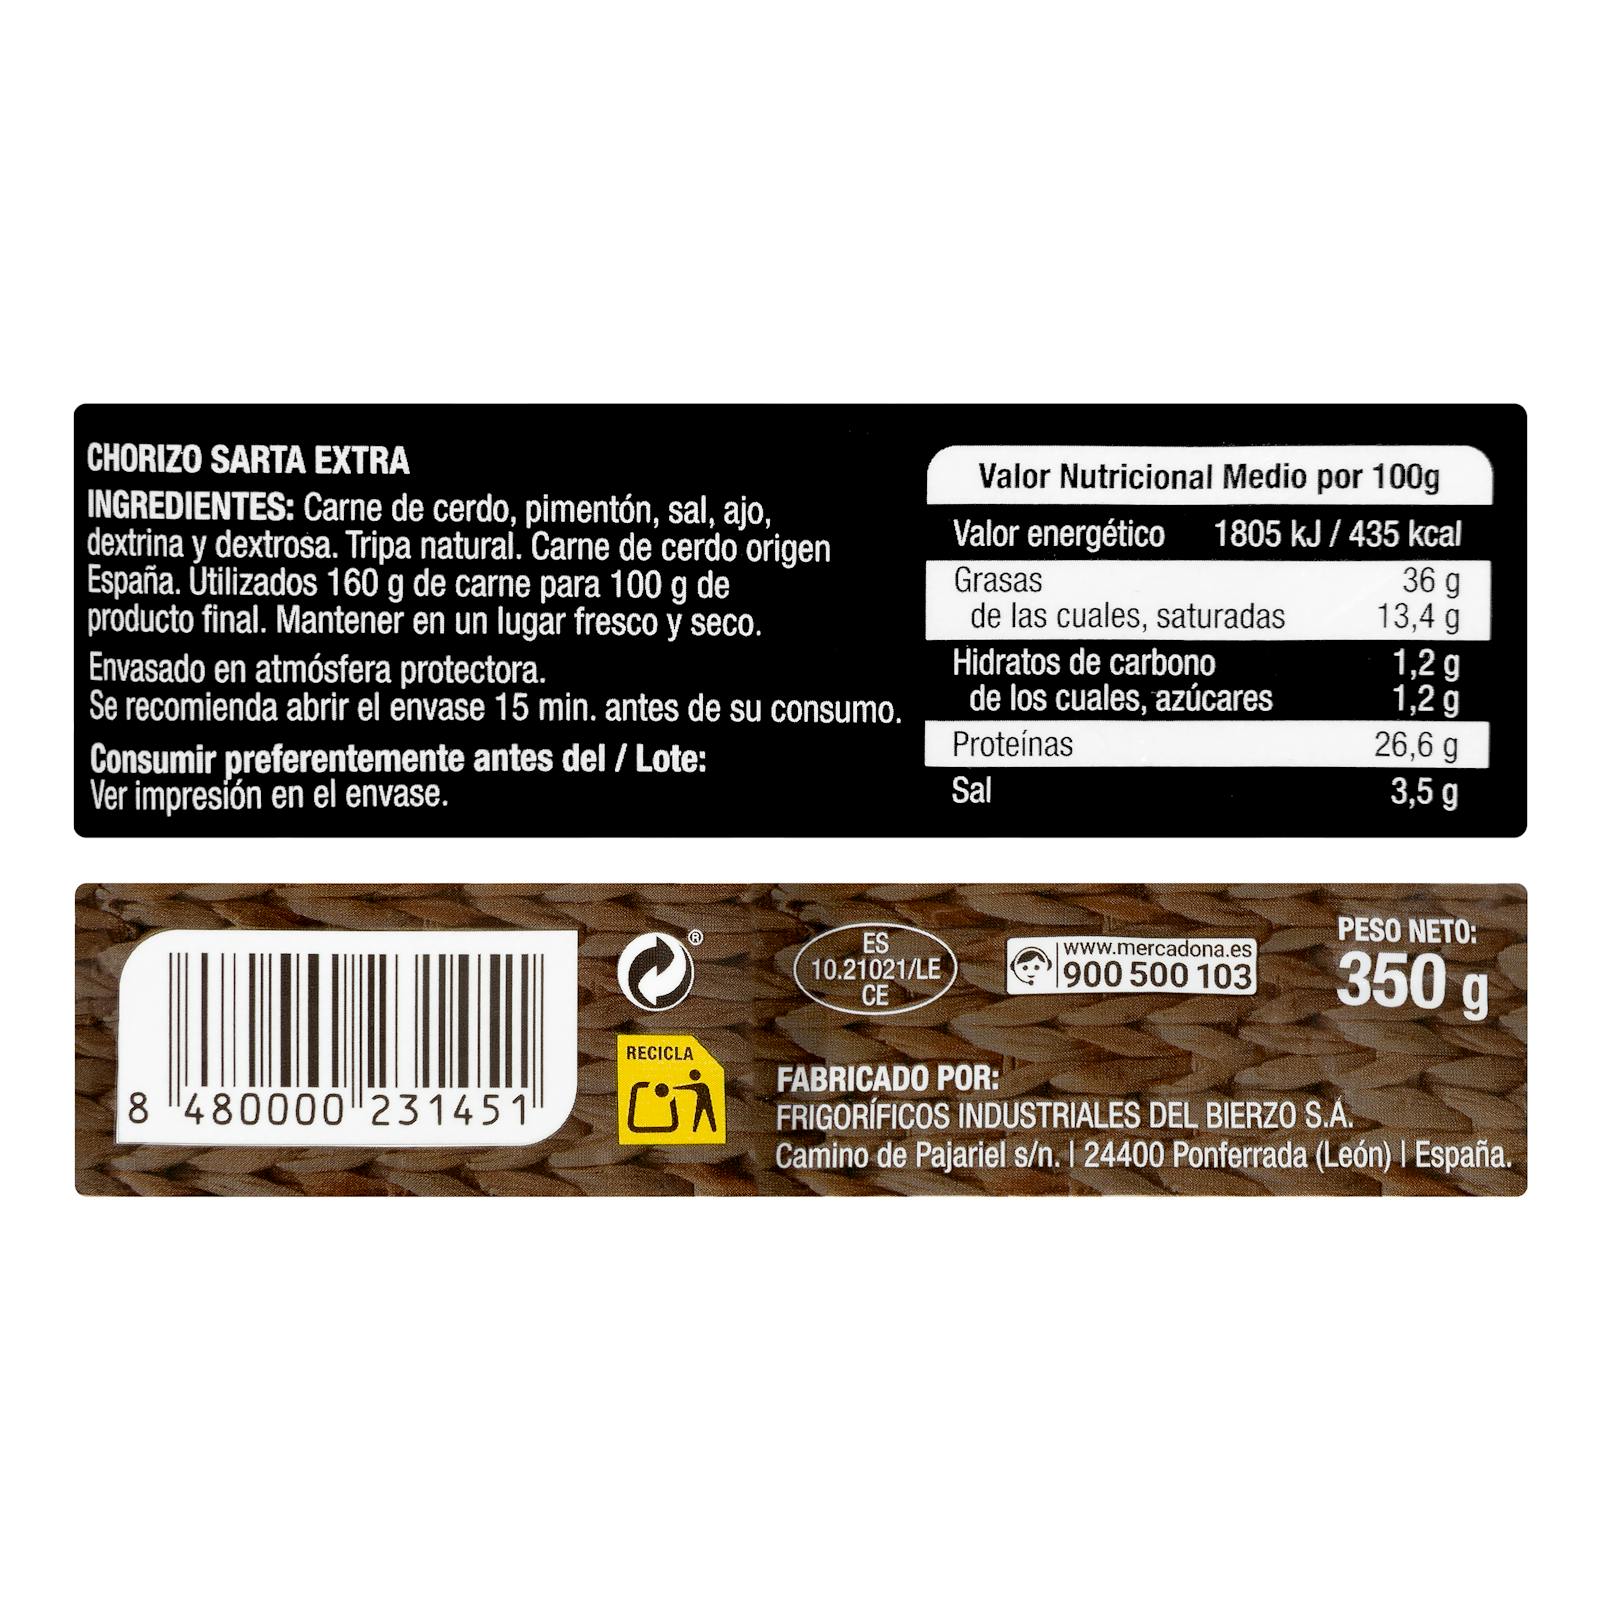 CHORIZO SARTA EXTRA
INGREDIENTES: Carne de cerdo, pimentón, sal, ajo,
dextrina y dextrosa. Tripa natural. Carne de cerdo origen
España. Utilizados 160 g de carne para 100 g de
producto final. Mantener en un lugar fresco y seco.
Envasado en atmósfera protectora.
Se recomienda abrir el envase 15 min. antes de su consumo.
Consumir preferentemente antes del / Lote:
Ver impresión en el envase.
Valor Nutricional Medio por 100g
Valor energético 1805 kJ / 435 kcal
Grasas 36 g
de las cuales, saturadas 13,4 g
Hidratos de carbono 1,2 g
de los cuales, azúcares 1,2 g
Proteínas 26,6 g
Sal 3,5 g
8 480000 231451
®
RECICLA
ES
10.21021/LE
CE
www.mercadona.es
900 500 103
PESO NETO:
350 g
FABRICADO POR:
FRIGORÍFICOS INDUSTRIALES DEL BIERZO S.A.
Camino de Pajariel s/n. | 24400 Ponferrada (León) | España.